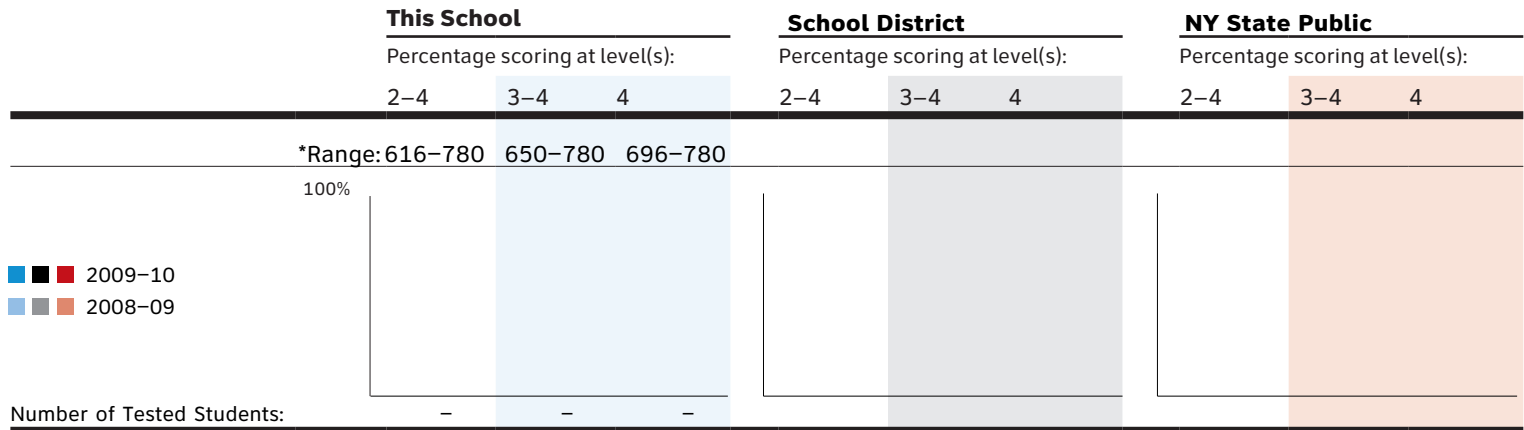 This School School District NY State Public
Percentage scoring at level(s): Percentage scoring at level(s): Percentage scoring at level(s):
2–4 3–4 4 2–4 3–4 4 2–4 3–4 4
*Range: 616–780 650–780 696–780
100%
2009–10
2008–09
Number of Tested Students: – – –